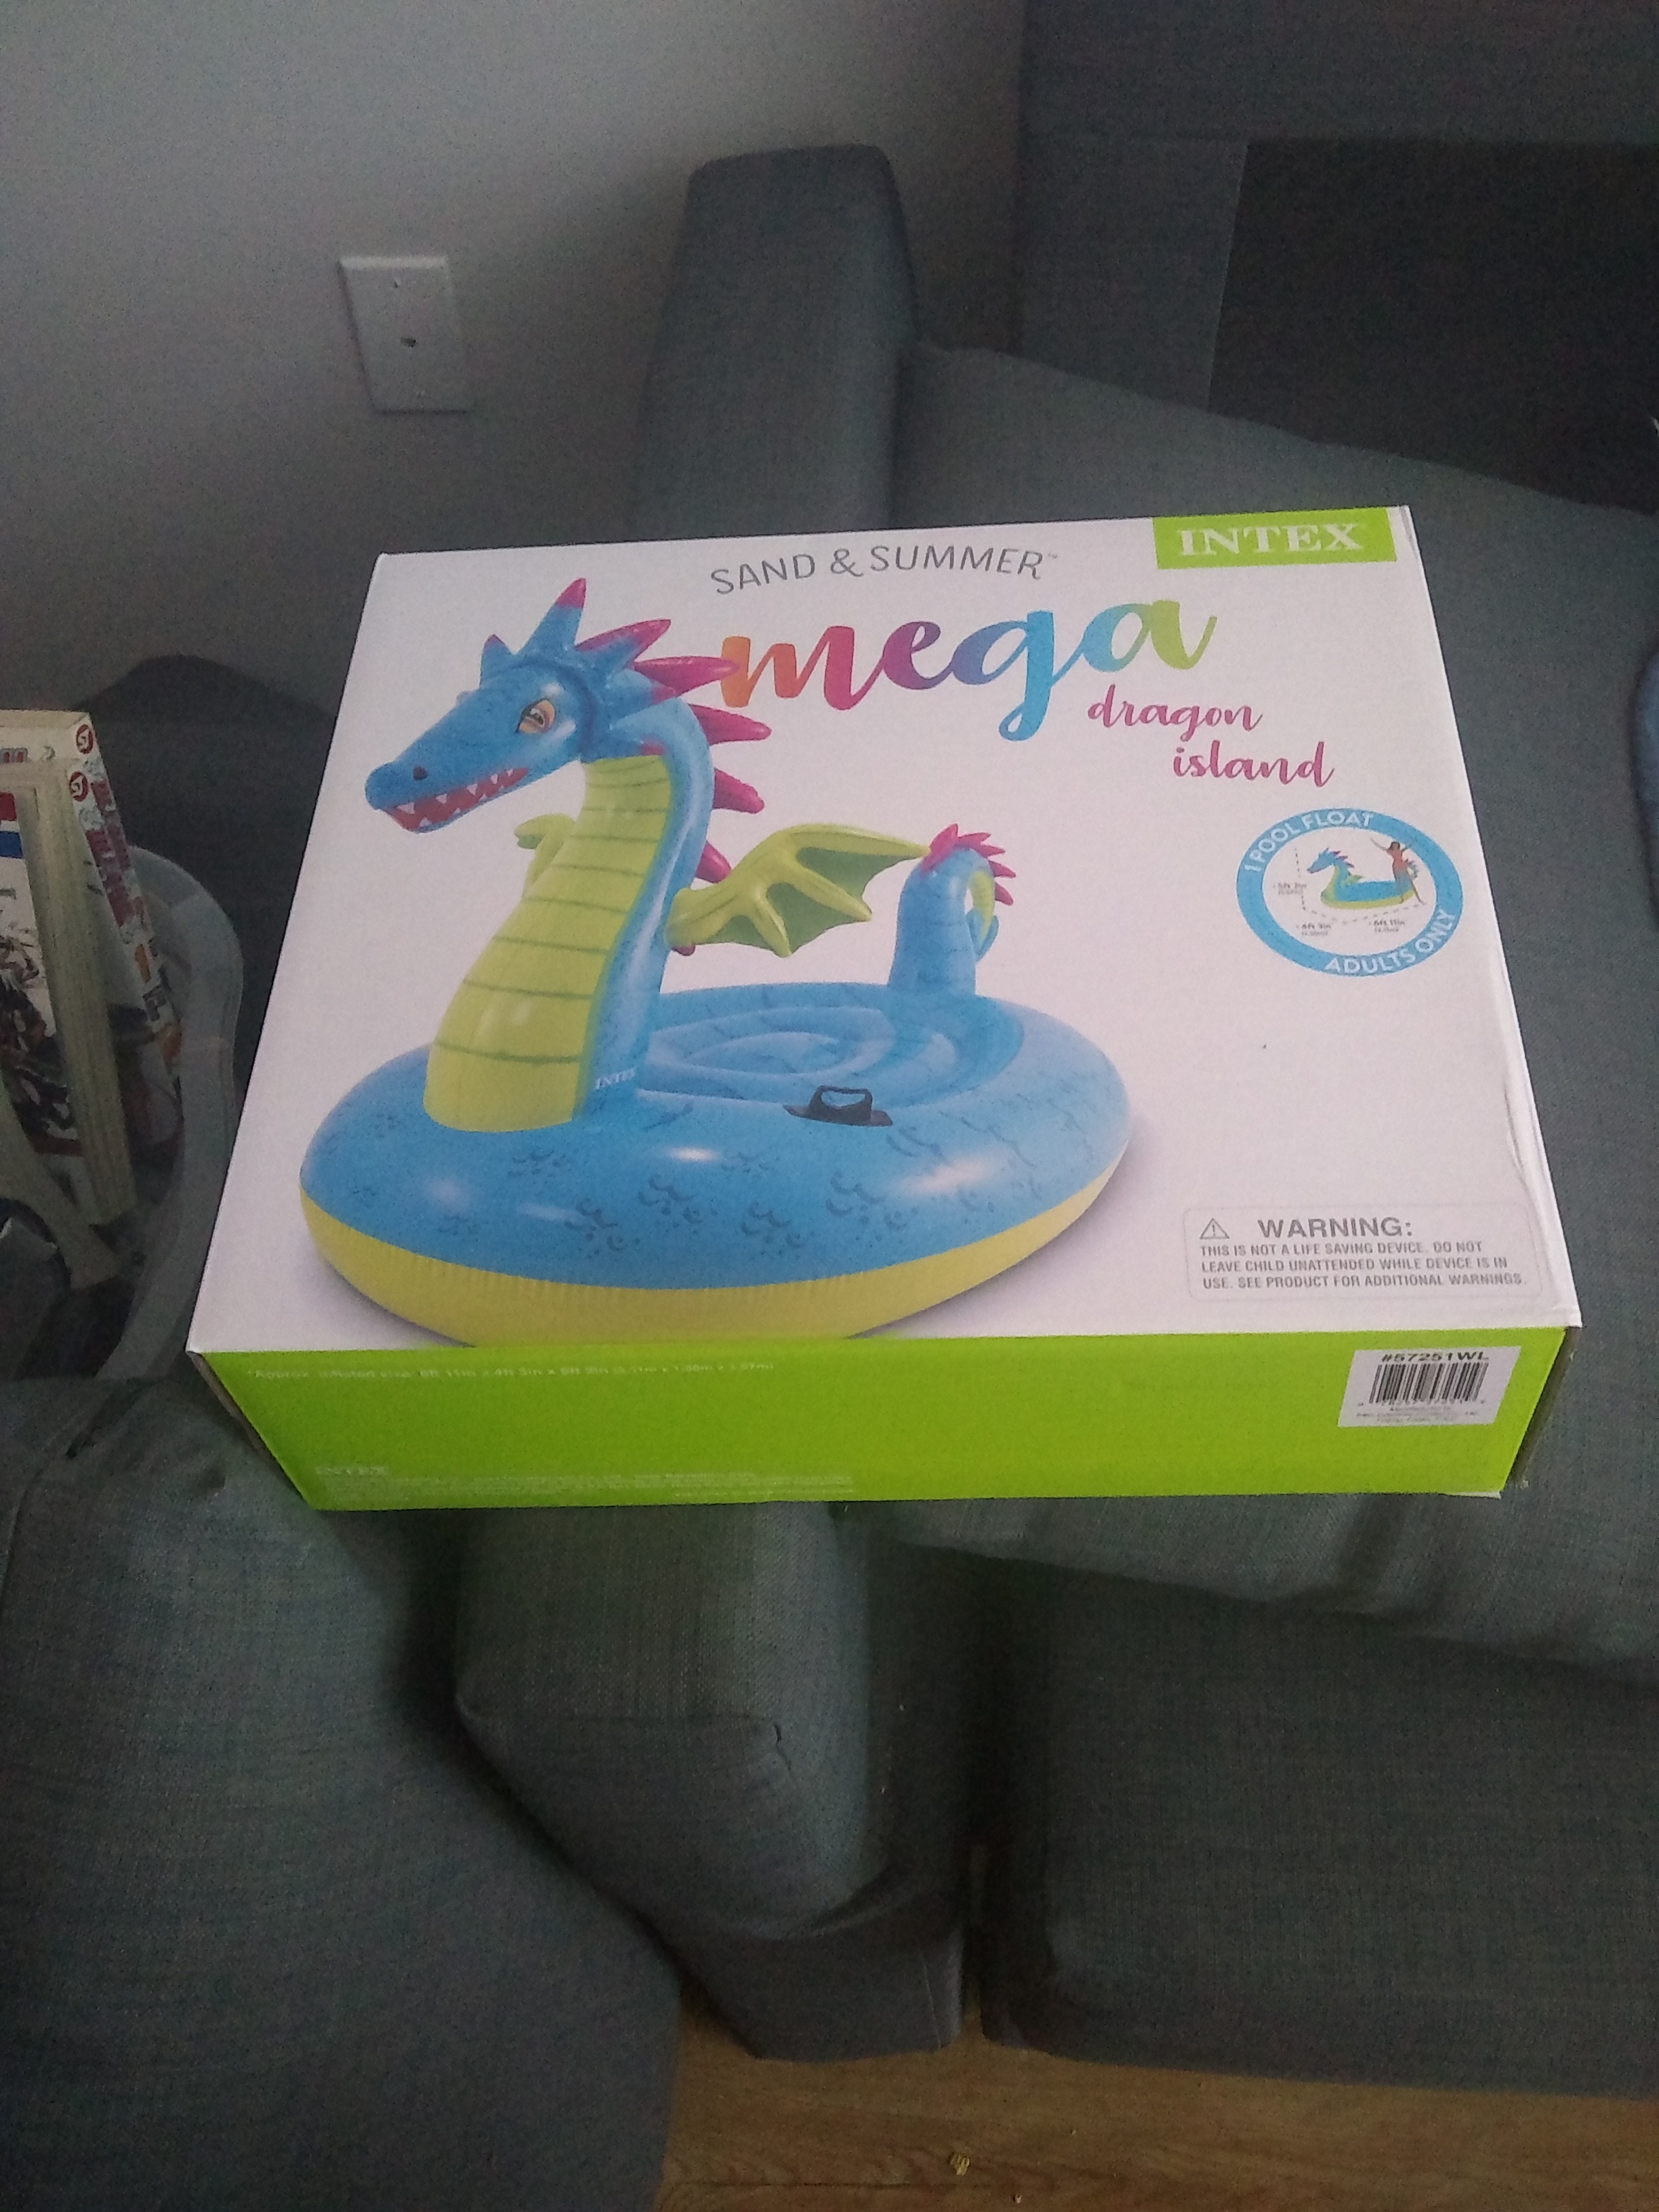 SAND & SUMMER™
INTEX
mega
dragon
island
1 POOL FLOAT
ADULTS ONLY
INTEX
WARNING:
THIS IS NOT A LIFE SAVING DEVICE. DO NOT
LEAVE CHILD UNATTENDED WHILE DEVICE IS IN
USE. SEE PRODUCT FOR ADDITIONAL WARNINGS.
#57251WL
INTEX